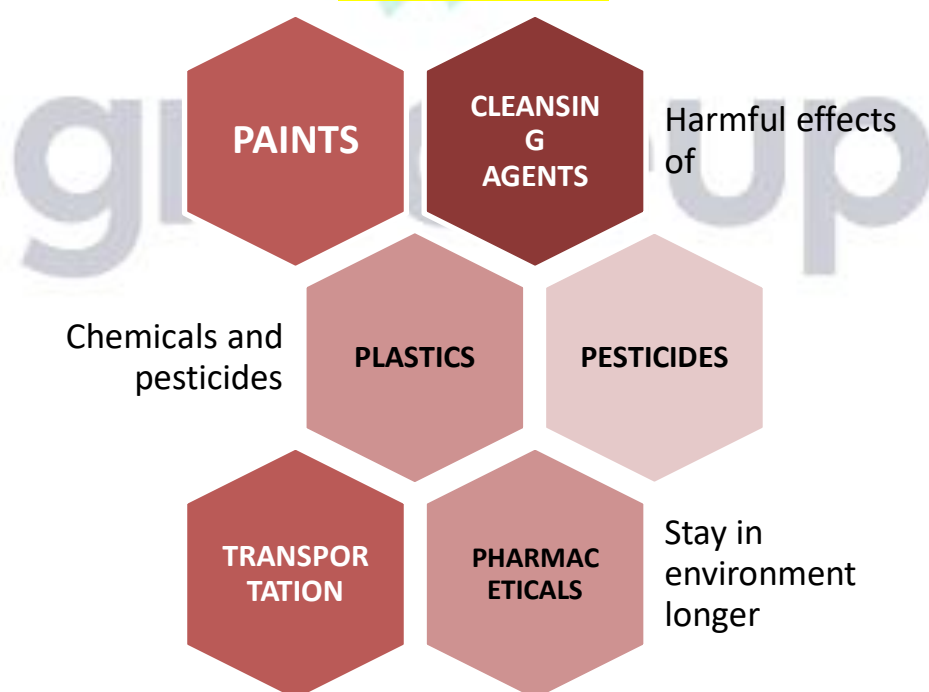 PAINTS
CLEANSIN
G
AGENTS
Harmful effects
of
Chemicals and
pesticides
PLASTICS
PESTICIDES
TRANSPOR
TATION
PHARMAC
ETICALS
Stay in
environment
longer